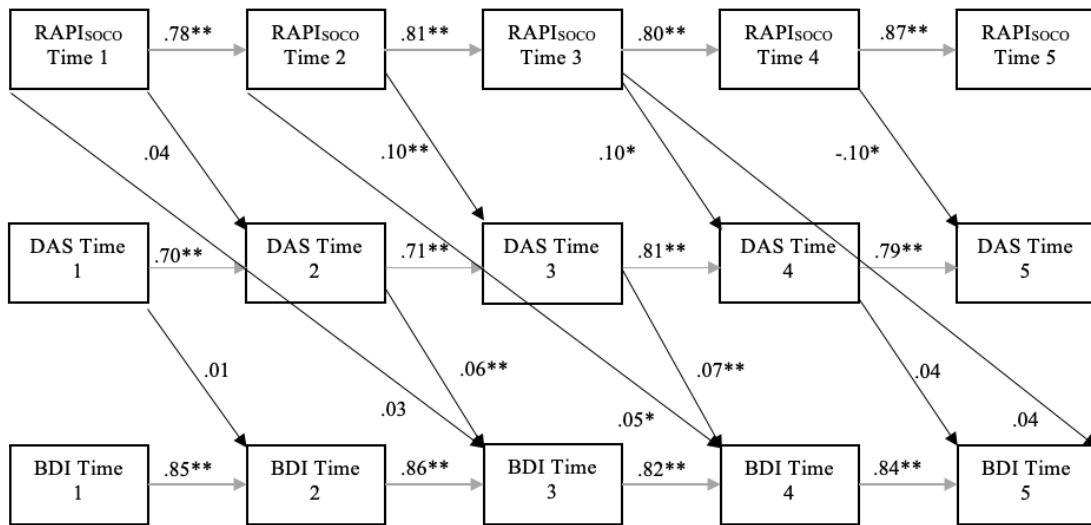 RAPISOCO
Time 1
.78**
RAPISOCO
Time 2
.81**
RAPISOCO
Time 3
.80**
RAPISOCO
Time 4
.87**
RAPISOCO
Time 5
.04
.10**
.10*
-.10*
DAS Time
1
.70**
DAS Time
2
.71**
DAS Time
3
.81**
DAS Time
4
.79**
DAS Time
5
.01
.03
.06**
.05*
.07**
.04
.04
BDI Time
1
.85**
BDI Time
2
.86**
BDI Time
3
.82**
BDI Time
4
.84**
BDI Time
5